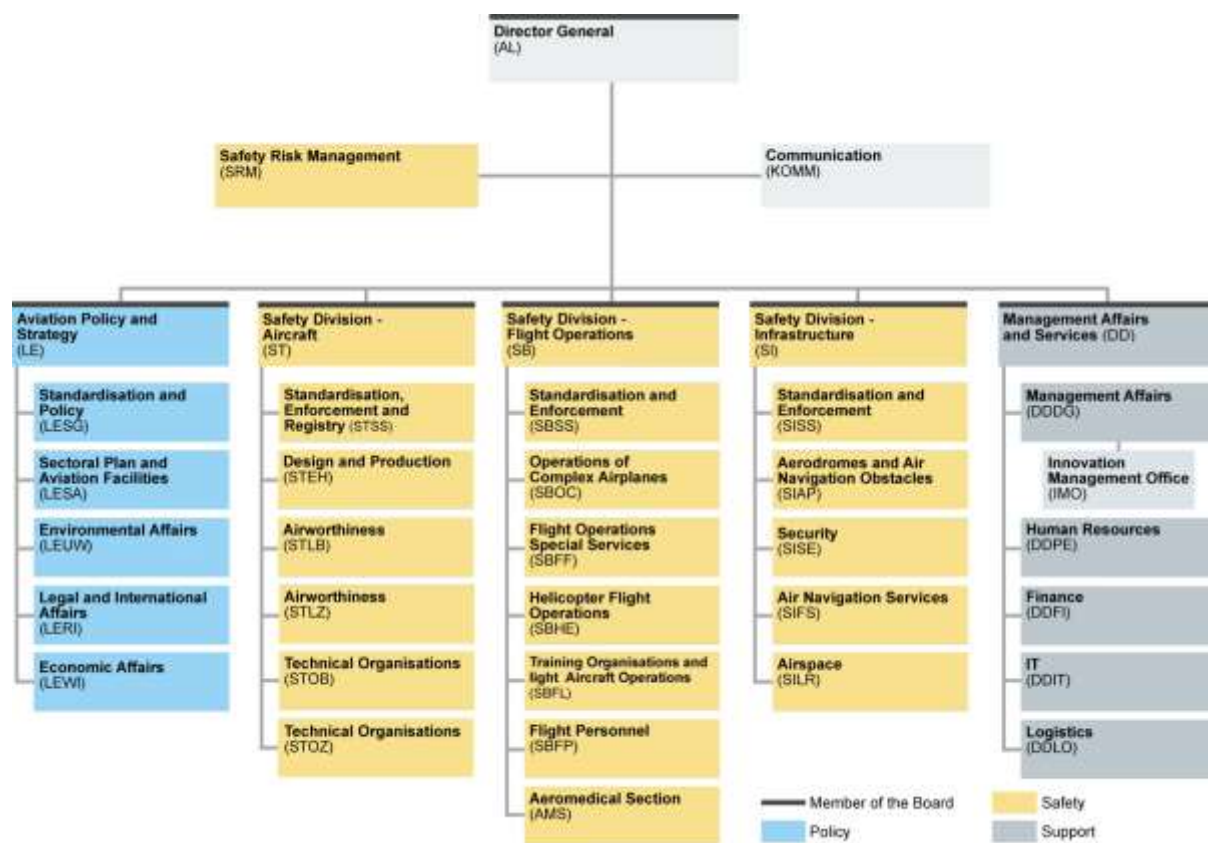 Director General
(AL)
Safety Risk Management
(SRM)
Communication
(KOMM)
Aviation Policy and
Strategy
(LE)
Standardisation and
Policy
(LESG)
Sectoral Plan and
Aviation Facilities
(LESA)
Environmental Affairs
(LEUW)
Legal and International
Affairs
(LERI)
Economic Affairs
(LEWI)
Safety Division -
Aircraft
(ST)
Standardisation,
Enforcement and
Registry (STSS)
Design and Production
(STEH)
Airworthiness
(STLB)
Airworthiness
(STLZ)
Technical Organisations
(STOB)
Technical Organisations
(STOZ)
Safety Division -
Flight Operations
(SB)
Standardisation and
Enforcement
(SBSS)
Operations of
Complex Airplanes
(SBOC)
Flight Operations
Special Services
(SBFF)
Helicopter Flight
Operations
(SBHE)
Training Organisations and
light Aircraft Operations
(SBFL)
Flight Personnel
(SBFP)
Aeromedical Section
(AMS)
Safety Division -
Infrastructure
(SI)
Standardisation and
Enforcement
(SISS)
Aerodromes and Air
Navigation Obstacles
(SIAP)
Security
(SISE)
Air Navigation Services
(SIFS)
Airspace
(SILR)
Management Affairs
and Services (DD)
Management Affairs
(DDDG)
Innovation
Management Office
(IMO)
Human Resources
(DDPE)
Finance
(DDFI)
IT
(DDIT)
Logistics
(DDLO)
Member of the Board
Policy
Safety
Support